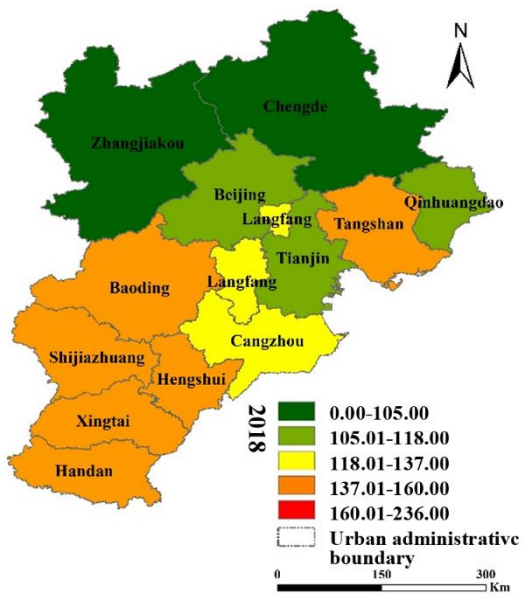 N
Chengde
Zhangjiakou
Beijing
Qinhuangdao
Langfang
Tangshan
Tianjin
Langfang
Baoding
Cangzhou
Shijiazhuang
Hengshui
Xingtai
Handan
2018
0.00-105.00
105.01-118.00
118.01-137.00
137.01-160.00
160.01-236.00
Urban administrative
boundary
0 150 300
Km